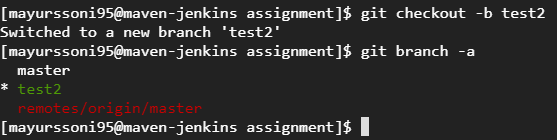 [mayurssoni95@maven-jenkins assignment]$ git checkout -b test2
Switched to a new branch 'test2'
[mayurssoni95@maven-jenkins assignment]$ git branch -a
  master
* test2
  remotes/origin/master
[mayurssoni95@maven-jenkins assignment]$